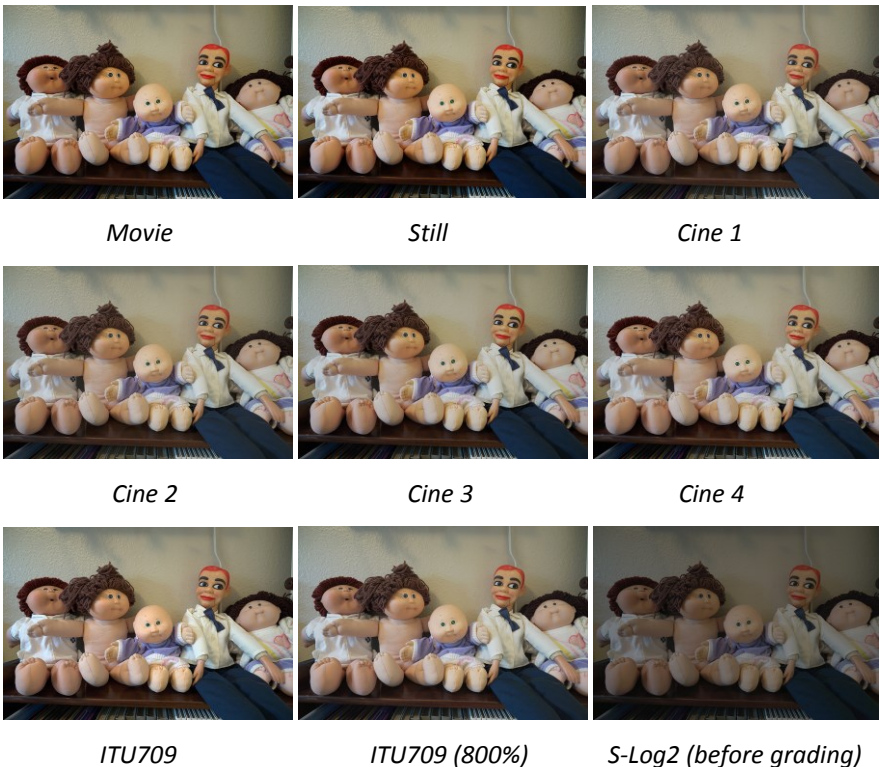 Movie
Still
Cine 1
Cine 2
Cine 3
Cine 4
ITU709
ITU709 (800%)
S-Log2 (before grading)